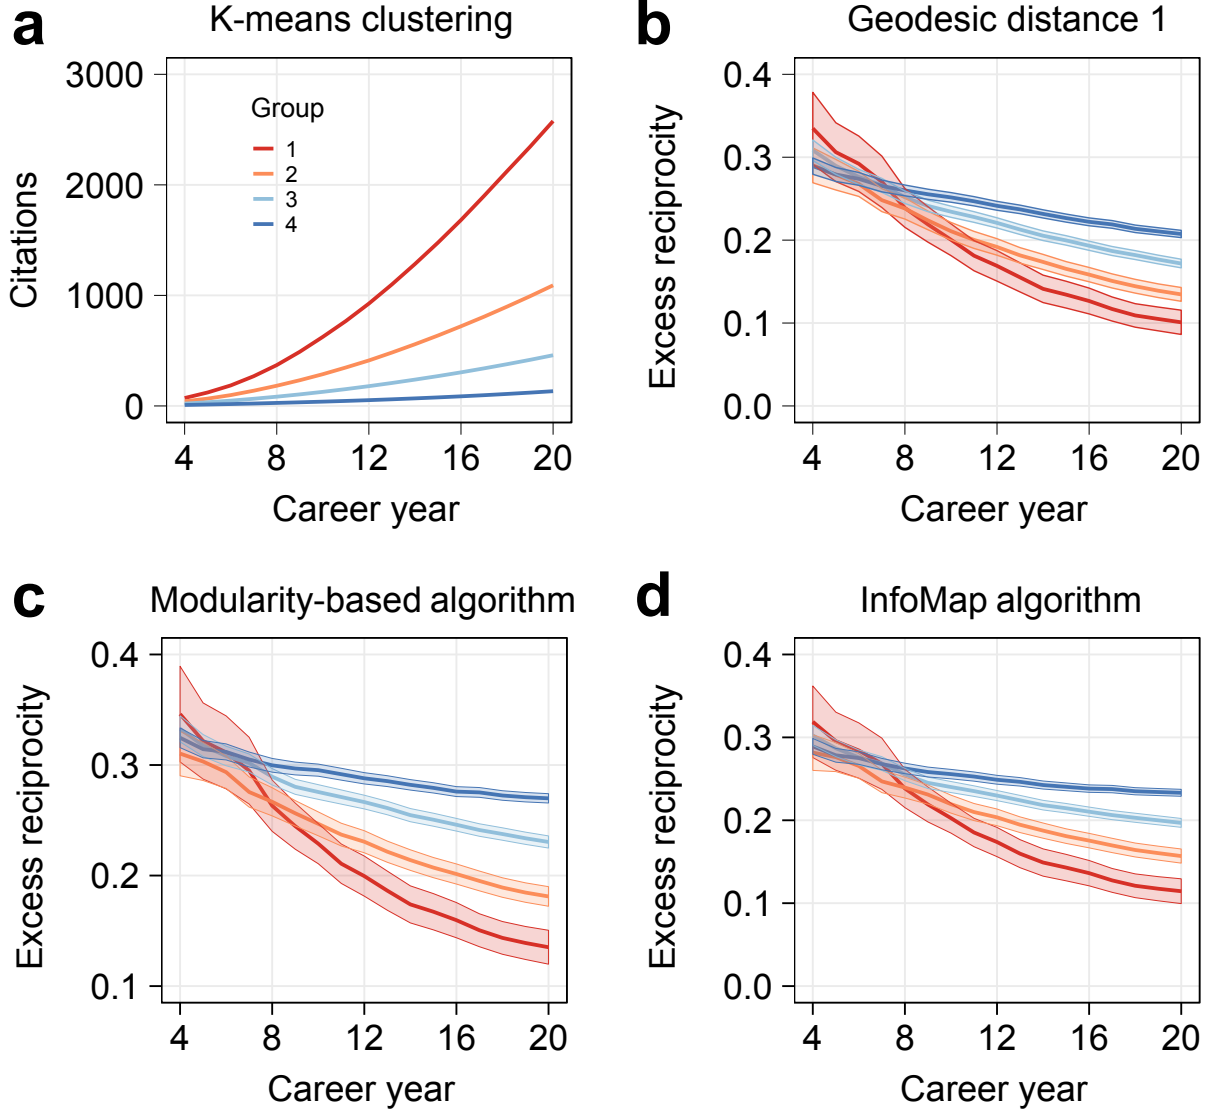 a
K-means clustering
3000
2000
1000
0
Citations
Group
1
2
3
4
4 8 12 16 20
Career year
b
Geodesic distance 1
0.4
0.3
0.2
0.1
0.0
Excess reciprocity
4 8 12 16 20
Career year
c
Modularity-based algorithm
0.4
0.3
0.2
0.1
Excess reciprocity
4 8 12 16 20
Career year
d
InfoMap algorithm
0.4
0.3
0.2
0.1
0.0
Excess reciprocity
4 8 12 16 20
Career year